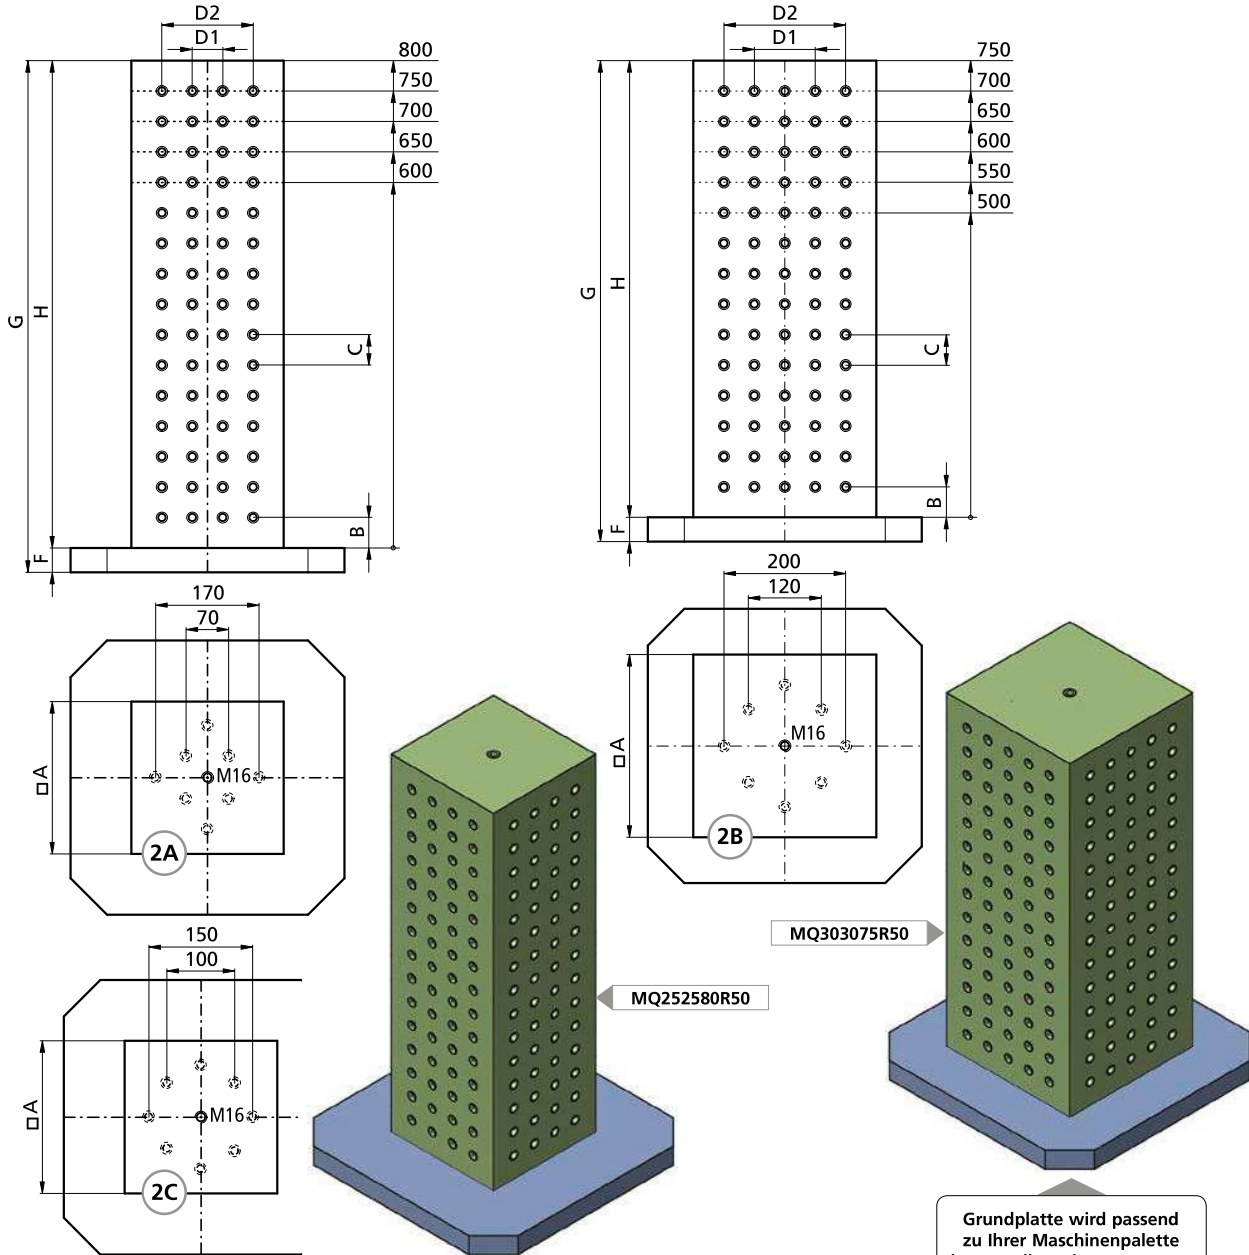 D2
D1
800
750
700
650
600
G
H
C
B
F
D2
D1
750
700
650
600
550
500
G
H
C
B
F
170
70
□A
M16
2A
200
120
□A
M16
2B
150
100
□A
M16
2C
MQ252580R50
MQ303075R50
Grundplatte wird passend
zu Ihrer Maschinenpalette